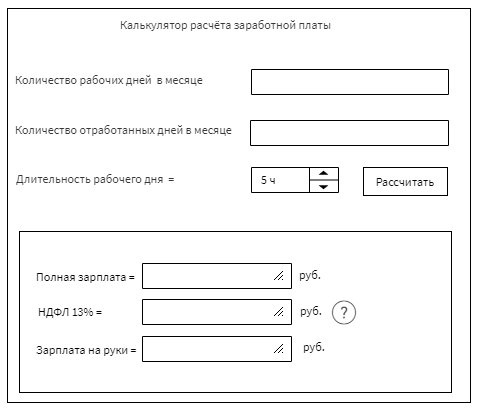 Калькулятор расчёта заработной платы
Количество рабочих дней в месяце
Количество отработанных дней в месяце
Длительность рабочего дня = 5 ч Рассчитать
Полная зарплата = руб.
НДФЛ 13% = руб. ?
Зарплата на руки = руб.